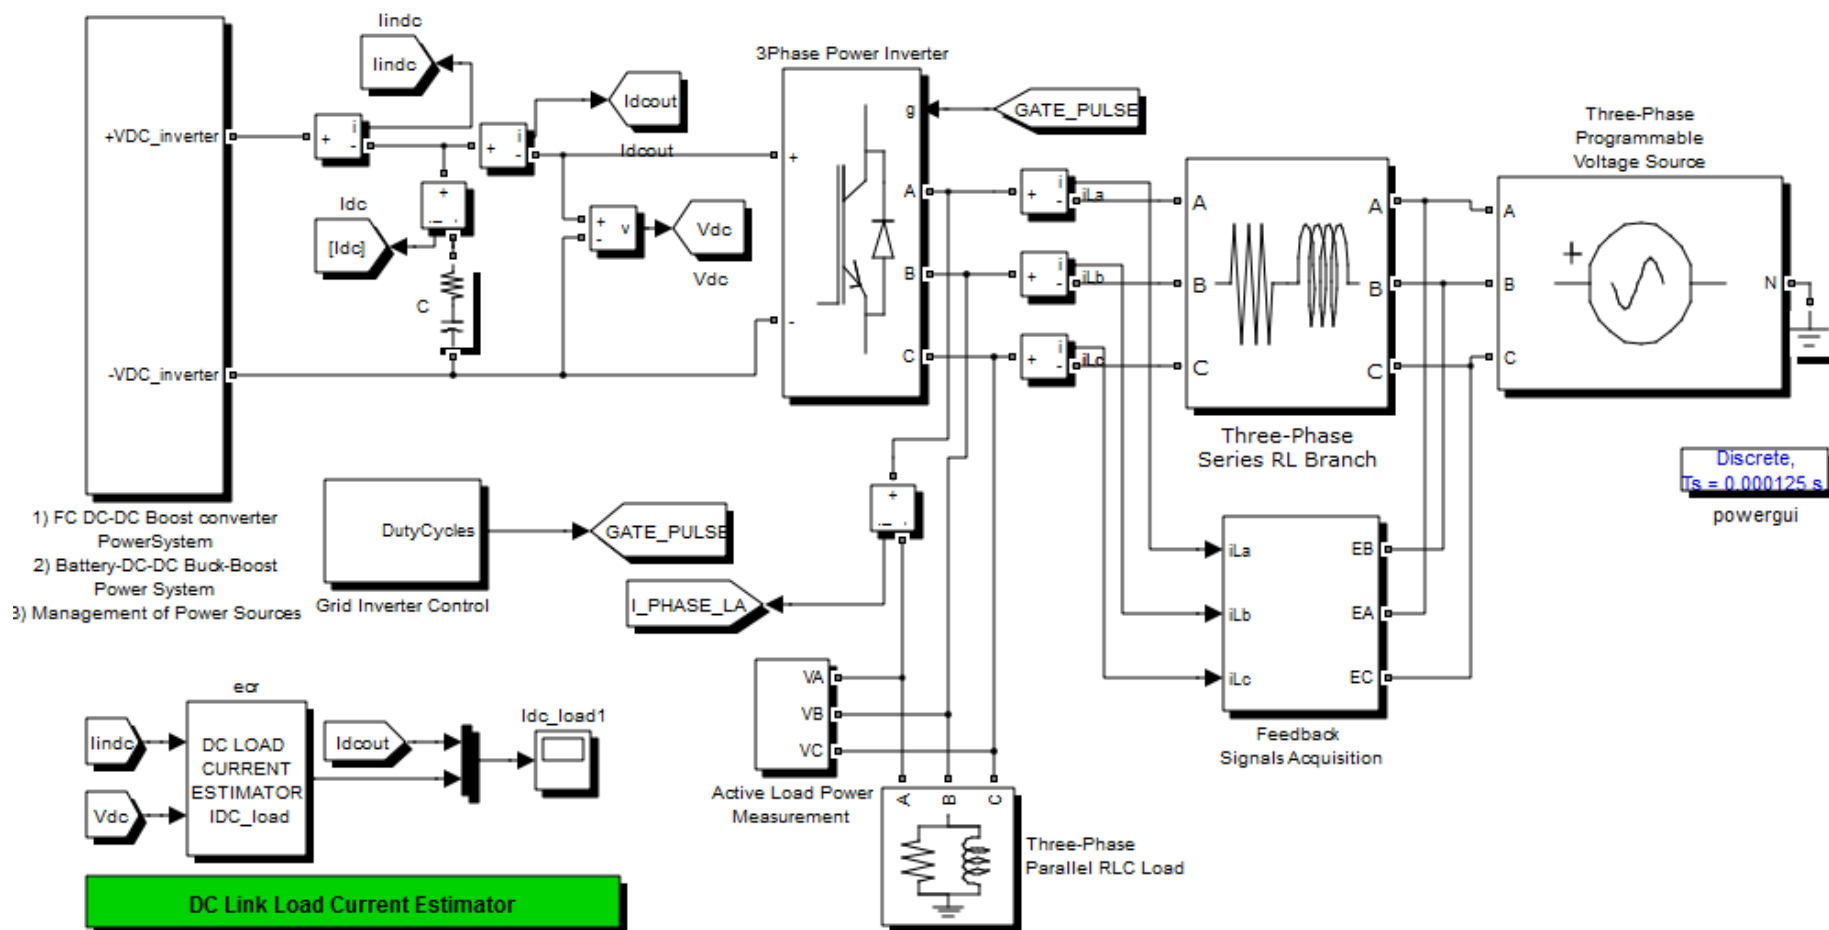 Iindc
Iindc
+VDC_inverter
-VDC_inverter
i
+
-
i
+
-
Idcout
Idcout
Idc
[Idc]
+
i
-
C
+
-
v
Vdc
Vdc
3Phase Power Inverter
g
+
-
A
B
C
GATE_PULSE
i
+
-
iLa
i
+
-
iLb
i
+
-
iLc
A
B
C
A
B
C
Three-Phase
Series RL Branch
Three-Phase
Programmable
Voltage Source
A
B
C
+
N
Discrete,
Ts = 0.000125 s.
powergui
1) FC DC-DC Boost converter
PowerSystem
2) Battery-DC-DC Buck-Boost
Power System
3) Management of Power Sources
DutyCycles
Grid Inverter Control
GATE_PULSE
+
i
-
I_PHASE_LA
iLa
iLb
iLc
EB
EA
EC
Feedback
Signals Acquisition
VA
VB
VC
Active Load Power
Measurement
A
B
C
Three-Phase
Parallel RLC Load
ecr
Iindc
Vdc
DC LOAD
CURRENT
ESTIMATOR
IDC_load
Idcout
Idc_load1
DC Link Load Current Estimator